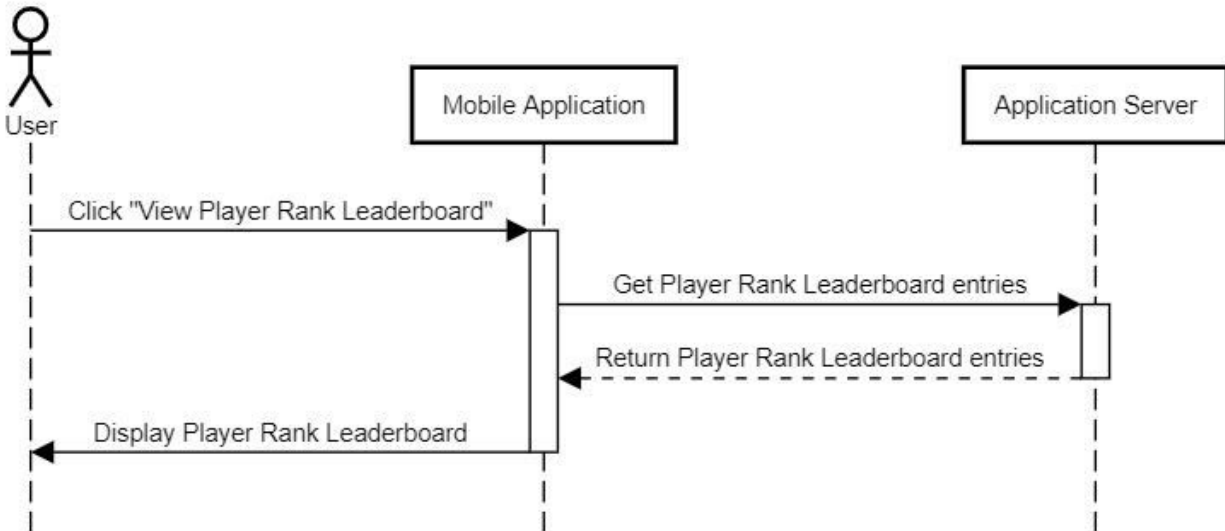 User
Mobile Application
Application Server
Click "View Player Rank Leaderboard"
Get Player Rank Leaderboard entries
Return Player Rank Leaderboard entries
Display Player Rank Leaderboard